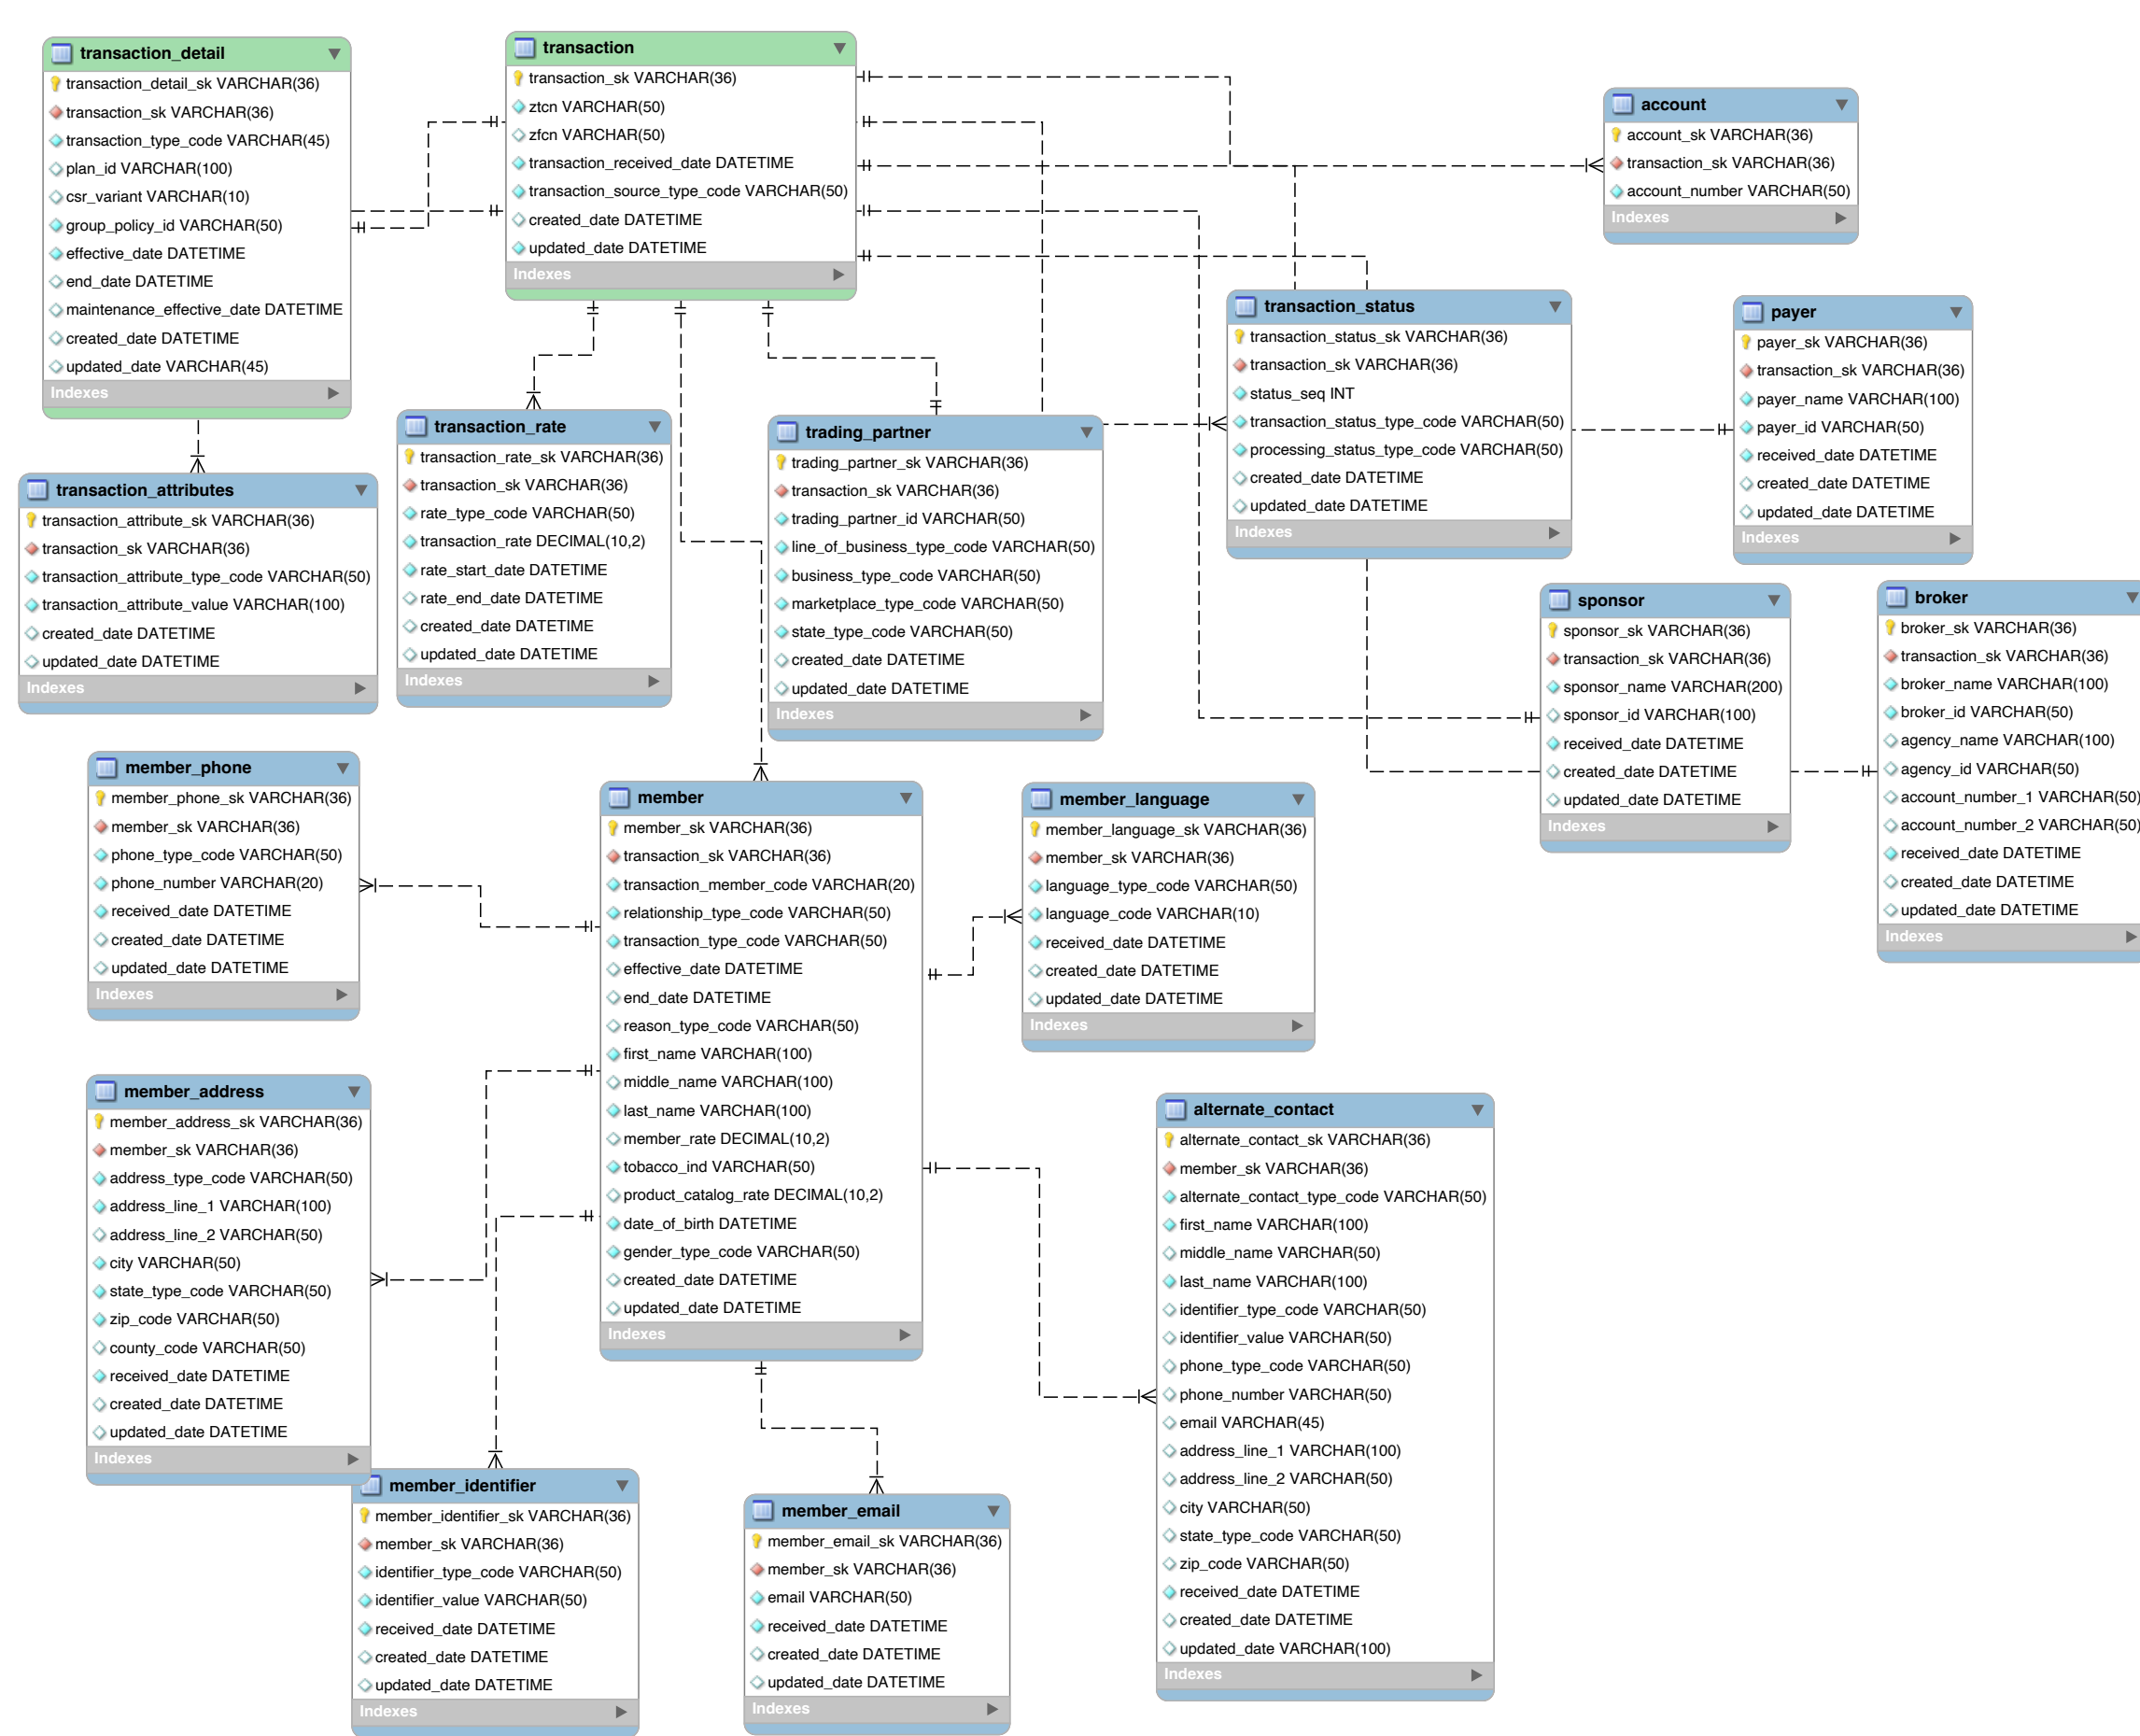 transaction_detail
transaction_detail_sk VARCHAR(36)
transaction_sk VARCHAR(36)
transaction_type_code VARCHAR(45)
plan_id VARCHAR(100)
csr_variant VARCHAR(10)
group_policy_id VARCHAR(50)
effective_date DATETIME
end_date DATETIME
maintenance_effective_date DATETIME
created_date DATETIME
updated_date VARCHAR(45)
Indexes
transaction
transaction_sk VARCHAR(36)
ztcn VARCHAR(50)
zfcn VARCHAR(50)
transaction_received_date DATETIME
transaction_source_type_code VARCHAR(50)
created_date DATETIME
updated_date DATETIME
Indexes
account
account_sk VARCHAR(36)
transaction_sk VARCHAR(36)
account_number VARCHAR(50)
Indexes
transaction_status
transaction_status_sk VARCHAR(36)
transaction_sk VARCHAR(36)
status_seq INT
transaction_status_type_code VARCHAR(50)
processing_status_type_code VARCHAR(50)
created_date DATETIME
updated_date DATETIME
Indexes
payer
payer_sk VARCHAR(36)
transaction_sk VARCHAR(36)
payer_name VARCHAR(100)
payer_id VARCHAR(50)
received_date DATETIME
created_date DATETIME
updated_date DATETIME
Indexes
transaction_attributes
transaction_attribute_sk VARCHAR(36)
transaction_sk VARCHAR(36)
transaction_attribute_type_code VARCHAR(50)
transaction_attribute_value VARCHAR(100)
created_date DATETIME
updated_date DATETIME
Indexes
transaction_rate
transaction_rate_sk VARCHAR(36)
transaction_sk VARCHAR(36)
rate_type_code VARCHAR(50)
transaction_rate DECIMAL(10,2)
rate_start_date DATETIME
rate_end_date DATETIME
created_date DATETIME
updated_date DATETIME
Indexes
trading_partner
trading_partner_sk VARCHAR(36)
transaction_sk VARCHAR(36)
trading_partner_id VARCHAR(50)
line_of_business_type_code VARCHAR(50)
business_type_code VARCHAR(50)
marketplace_type_code VARCHAR(50)
state_type_code VARCHAR(50)
created_date DATETIME
updated_date DATETIME
Indexes
sponsor
sponsor_sk VARCHAR(36)
transaction_sk VARCHAR(36)
sponsor_name VARCHAR(200)
sponsor_id VARCHAR(100)
received_date DATETIME
created_date DATETIME
updated_date DATETIME
Indexes
broker
broker_sk VARCHAR(36)
transaction_sk VARCHAR(36)
broker_name VARCHAR(100)
broker_id VARCHAR(50)
agency_name VARCHAR(100)
agency_id VARCHAR(50)
account_number_1 VARCHAR(50)
account_number_2 VARCHAR(50)
received_date DATETIME
created_date DATETIME
updated_date DATETIME
Indexes
member_phone
member_phone_sk VARCHAR(36)
member_sk VARCHAR(36)
phone_type_code VARCHAR(50)
phone_number VARCHAR(20)
received_date DATETIME
created_date DATETIME
updated_date DATETIME
Indexes
member
member_sk VARCHAR(36)
transaction_sk VARCHAR(36)
transaction_member_code VARCHAR(20)
relationship_type_code VARCHAR(50)
transaction_type_code VARCHAR(50)
effective_date DATETIME
end_date DATETIME
reason_type_code VARCHAR(50)
first_name VARCHAR(100)
middle_name VARCHAR(100)
last_name VARCHAR(100)
member_rate DECIMAL(10,2)
tobacco_ind VARCHAR(50)
product_catalog_rate DECIMAL(10,2)
date_of_birth DATETIME
gender_type_code VARCHAR(50)
created_date DATETIME
updated_date DATETIME
Indexes
member_language
member_language_sk VARCHAR(36)
member_sk VARCHAR(36)
language_type_code VARCHAR(50)
language_code VARCHAR(10)
received_date DATETIME
created_date DATETIME
updated_date DATETIME
Indexes
member_address
member_address_sk VARCHAR(36)
member_sk VARCHAR(36)
address_type_code VARCHAR(50)
address_line_1 VARCHAR(100)
address_line_2 VARCHAR(50)
city VARCHAR(50)
state_type_code VARCHAR(50)
zip_code VARCHAR(50)
county_code VARCHAR(50)
received_date DATETIME
created_date DATETIME
updated_date DATETIME
Indexes
alternate_contact
alternate_contact_sk VARCHAR(36)
member_sk VARCHAR(36)
alternate_contact_type_code VARCHAR(50)
first_name VARCHAR(100)
middle_name VARCHAR(50)
last_name VARCHAR(100)
identifier_type_code VARCHAR(50)
identifier_value VARCHAR(50)
phone_type_code VARCHAR(50)
phone_number VARCHAR(50)
email VARCHAR(45)
address_line_1 VARCHAR(100)
address_line_2 VARCHAR(50)
city VARCHAR(50)
state_type_code VARCHAR(50)
zip_code VARCHAR(50)
received_date DATETIME
created_date DATETIME
updated_date VARCHAR(100)
Indexes
member_identifier
member_identifier_sk VARCHAR(36)
member_sk VARCHAR(36)
identifier_type_code VARCHAR(50)
identifier_value VARCHAR(50)
received_date DATETIME
created_date DATETIME
updated_date DATETIME
Indexes
member_email
member_email_sk VARCHAR(36)
member_sk VARCHAR(36)
email VARCHAR(50)
received_date DATETIME
created_date DATETIME
updated_date DATETIME
Indexes